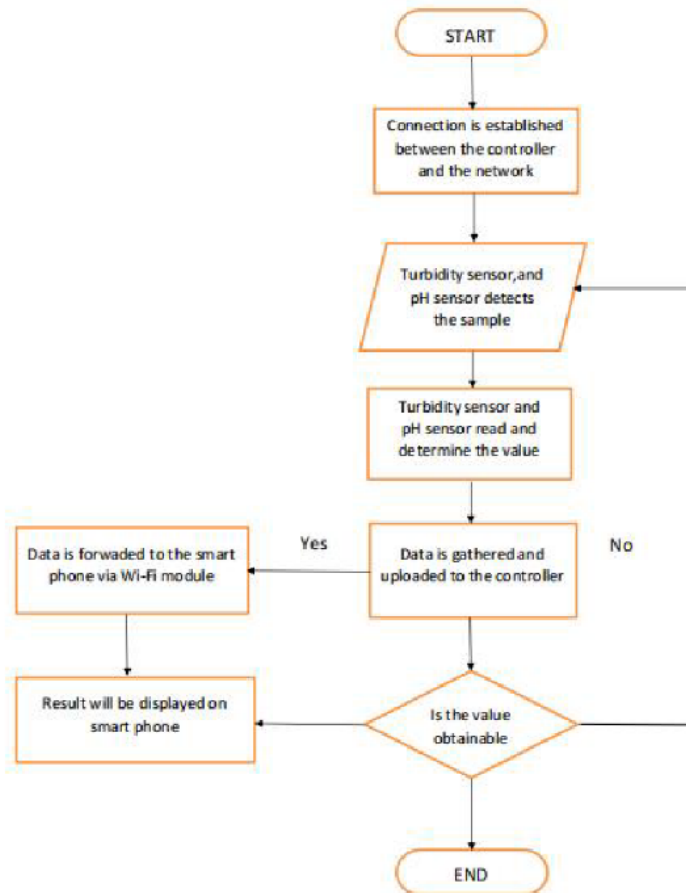 START
Connection is established
between the controller
and the network
Turbidity sensor,and
pH sensor detects
the sample
Turbidity sensor and
pH sensor read and
determine the value
Data is forwaded to the smart
phone via Wi-Fi module
Yes
Data is gathered and
uploaded to the controller
No
Result will be displayed on
smart phone
Is the value
obtainable
END